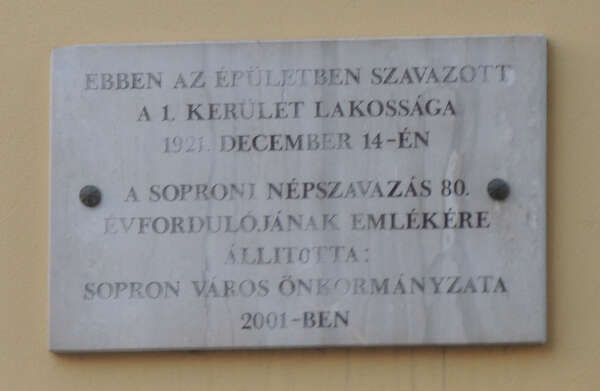 EBBEN AZ ÉPÜLETBEN SZAVAZOTT
A 1. KERÜLET LAKOSSÁGA
1921. DECEMBER 14-ÉN
A SOPRONI NÉPSZAVAZÁS 80.
ÉVFORDULÓJÁNAK EMLÉKÉRE
ÁLLITOTTA:
SOPRON VÁROS ÖNKORMÁNYZATA
2001-BEN